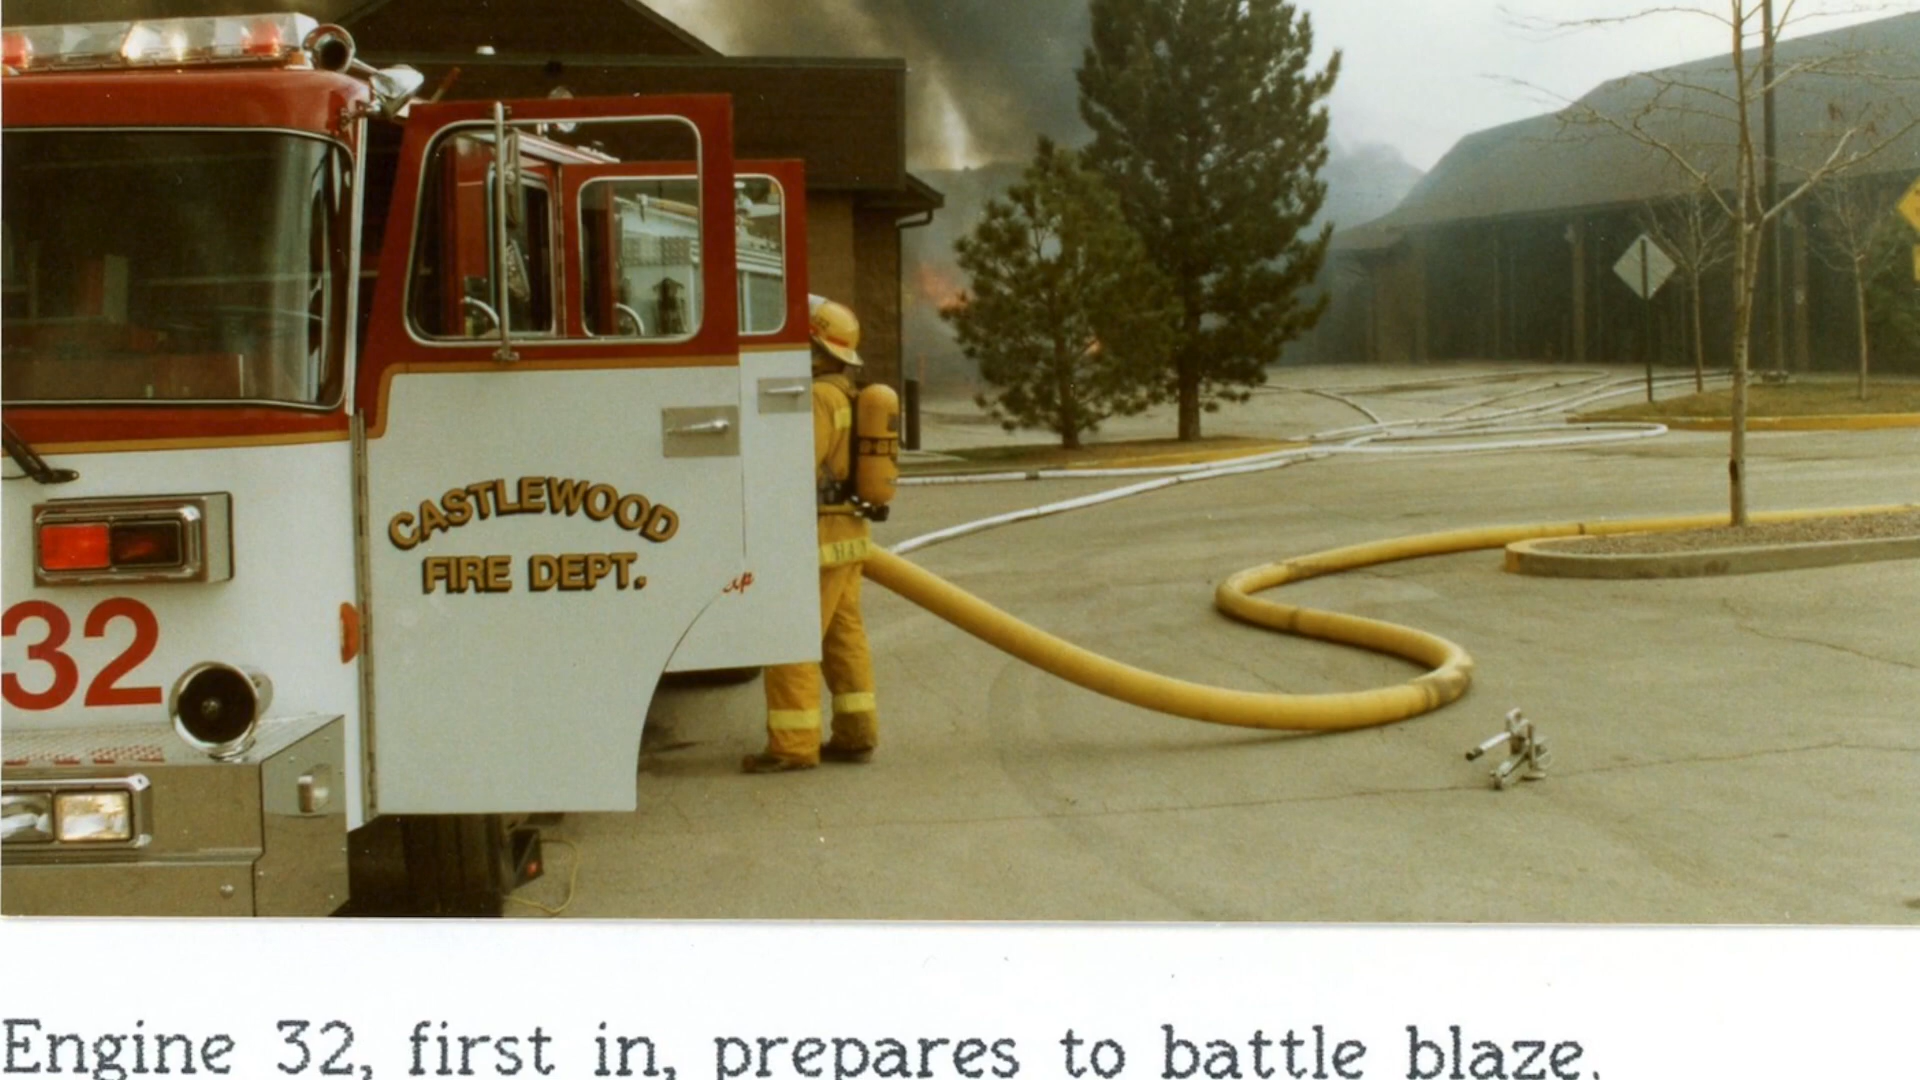 CASTLEWOOD
FIRE DEPT.
32
Engine 32, first in, prepares to battle blaze.